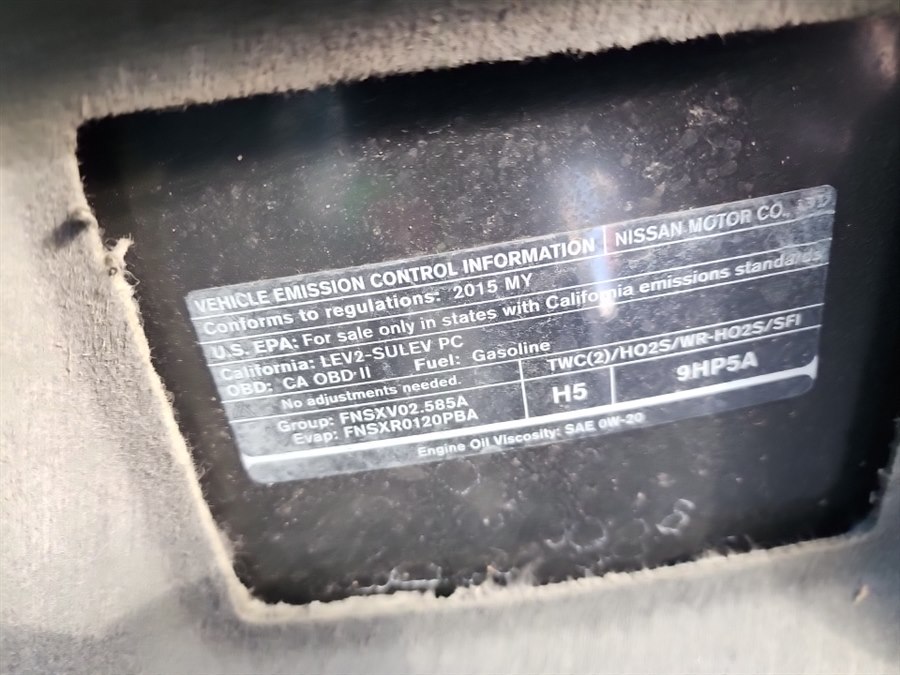 VEHICLE EMISSION CONTROL INFORMATION NISSAN MOTOR CO., LTD
Conforms to regulations: 2015 MY
U.S. EPA: For sale only in states with California emissions standards
California: LEV2-SULEV PC
OBD: CA OBD II Fuel: Gasoline TWC(2)/HO2S/WR-HO2S/SFI
No adjustments needed.
Group: FNSXV02.585A H5 9HP5A
Evap: FNSXR0120PBA
Engine Oil Viscosity: SAE 0W-20